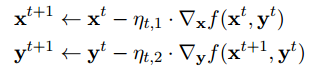 𝐱^{t+1} ← 𝐱^t − η_{t,1} · ∇_𝐱 f(𝐱^t, 𝐲^t)
𝐲^{t+1} ← 𝐲^t − η_{t,2} · ∇_𝐲 f(𝐱^{t+1}, 𝐲^t)